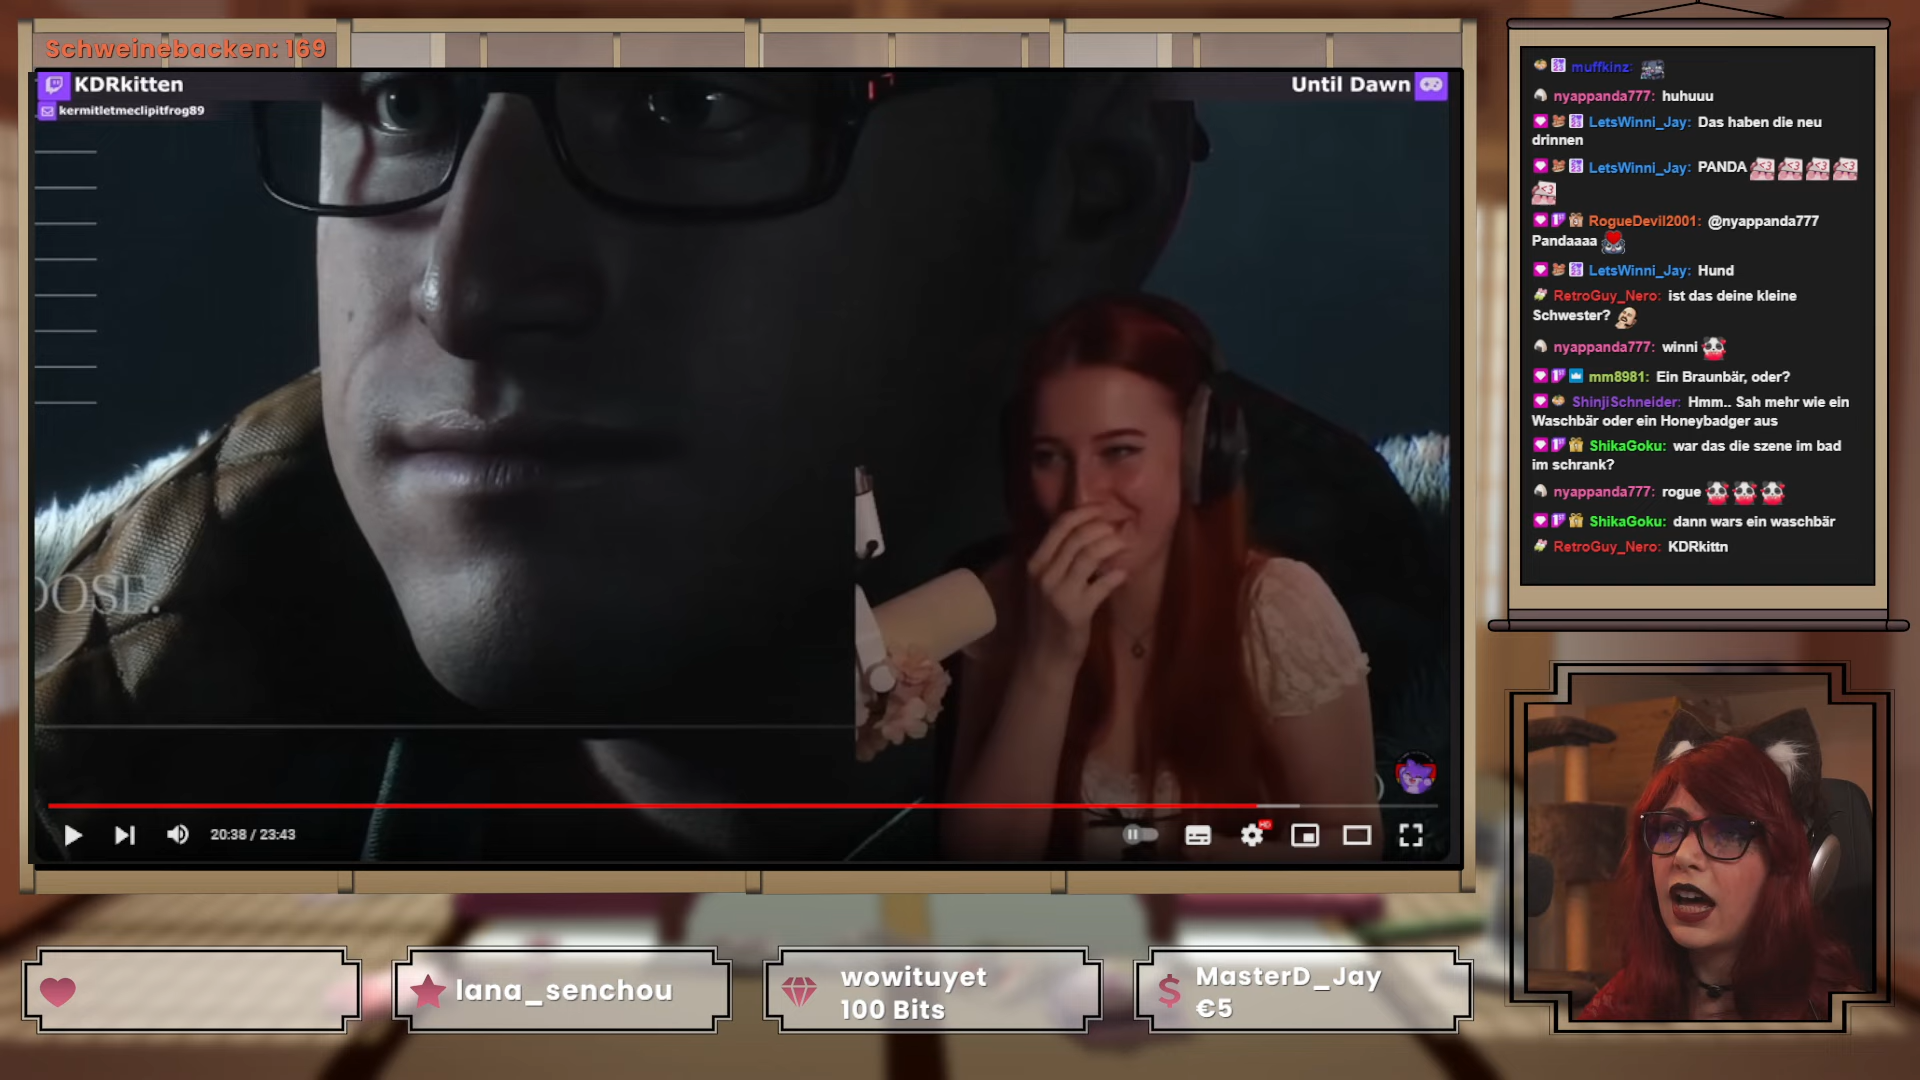 Schweinebacken: 169
KDRkitten
kermitletmeclipitfrog89
Until Dawn
OOSE.
20:38 / 23:43
HD
muffkinz:
nyappanda777: huhuuu
LetsWinni_Jay: Das haben die neu
drinnen
LetsWinni_Jay: PANDA
RogueDevil2001: @nyappanda777
Pandaaaa
LetsWinni_Jay: Hund
RetroGuy_Nero: ist das deine kleine
Schwester?
nyappanda777: winni
mm8981: Ein Braunbär, oder?
ShinjiSchneider: Hmm.. Sah mehr wie ein
Waschbär oder ein Honeybadger aus
ShikaGoku: war das die szene im bad
im schrank?
nyappanda777: rogue
ShikaGoku: dann wars ein waschbär
RetroGuy_Nero: KDRkittn
lana_senchou
wowituyet
100 Bits
MasterD_Jay
€5